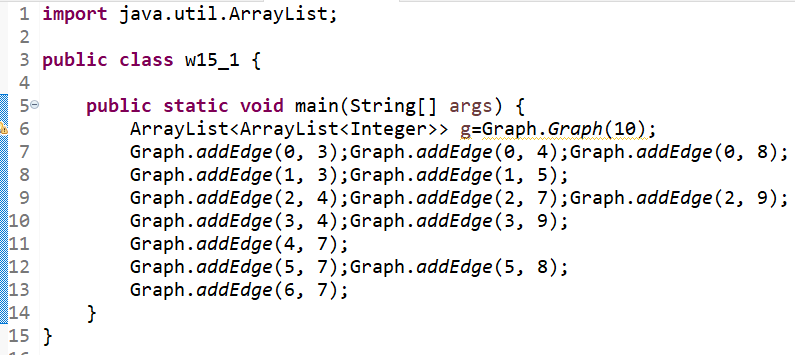 1 import java.util.ArrayList;
2
3 public class w15_1 {
4
5 public static void main(String[] args) {
6 ArrayList<ArrayList<Integer>> g=Graph.Graph(10);
7 Graph.addEdge(0, 3);Graph.addEdge(0, 4);Graph.addEdge(0, 8);
8 Graph.addEdge(1, 3);Graph.addEdge(1, 5);
9 Graph.addEdge(2, 4);Graph.addEdge(2, 7);Graph.addEdge(2, 9);
10 Graph.addEdge(3, 4);Graph.addEdge(3, 9);
11 Graph.addEdge(4, 7);
12 Graph.addEdge(5, 7);Graph.addEdge(5, 8);
13 Graph.addEdge(6, 7);
14 }
15 }